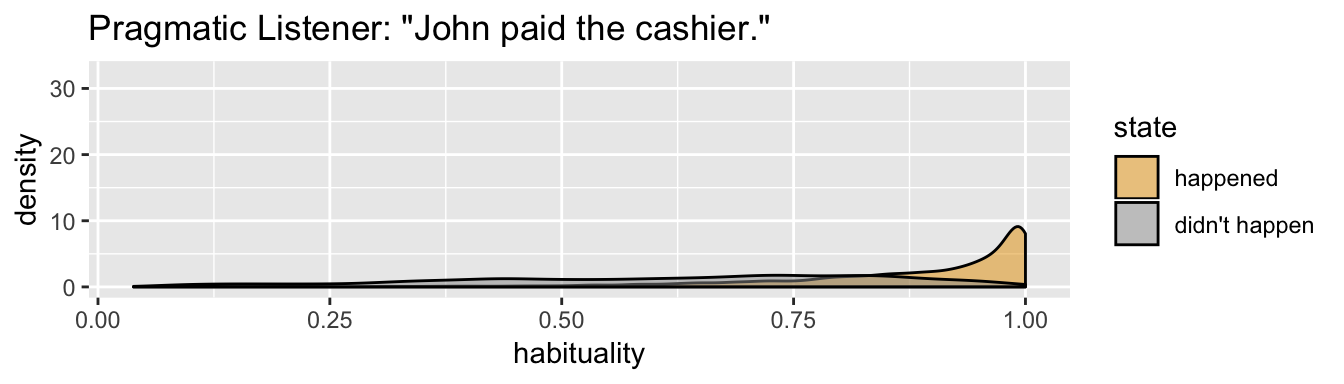 Pragmatic Listener: "John paid the cashier."
30
20
10
0
density
0.00 0.25 0.50 0.75 1.00
habituality
state
happened
didn't happen